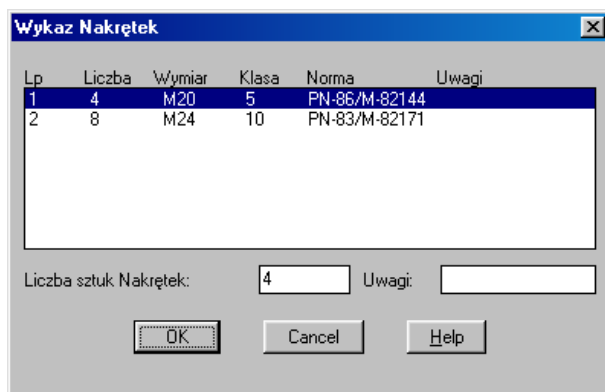 Wykaz Nakrętek
Lp Liczba Wymiar Klasa Norma Uwagi
1 4 M20 5 PN-86/M-82144
2 8 M24 10 PN-83/M-82171
Liczba sztuk Nakrętek: 4 Uwagi:
OK Cancel Help